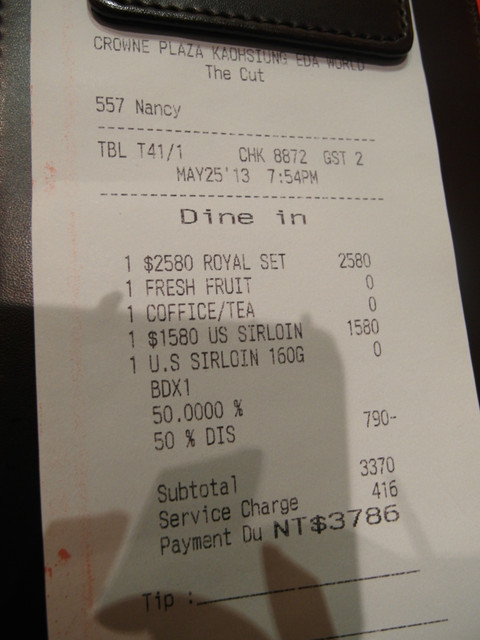 CROWNE PLAZA KAOHSIUNG EDA WORLD
The Cut
557 Nancy
TBL T41/1 CHK 8872 GST 2
MAY25'13 7:54PM
Dine in
1 $2580 ROYAL SET 2580
1 FRESH FRUIT 0
1 COFFICE/TEA 0
1 $1580 US SIRLOIN 1580
1 U.S SIRLOIN 160G 0
BDX1
50.0000 %
50 % DIS 790-
Subtotal 3370
Service Charge 416
Payment Du NT$3786
Tip :